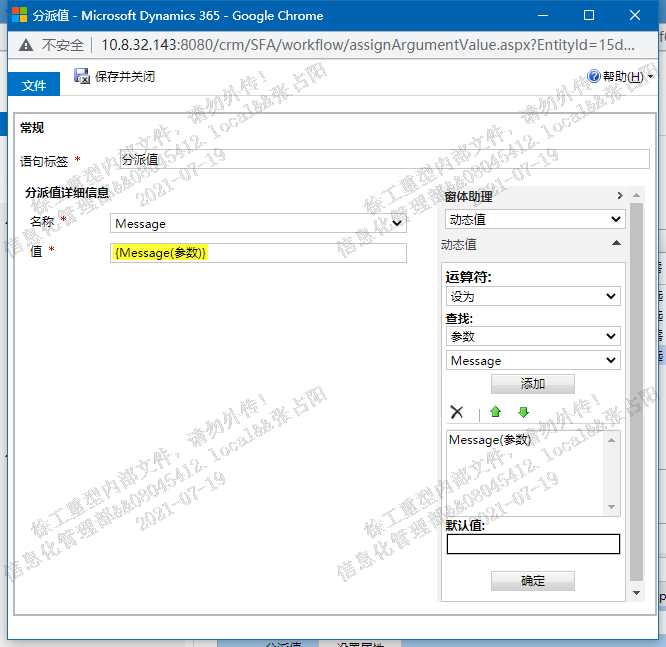 分派值 - Microsoft Dynamics 365 - Google Chrome
不安全 10.8.32.143:8080/crm/SFA/workflow/assignArgumentValue.aspx?EntityId=15d...
文件 保存并关闭 帮助(H)
常规
语句标签 * 分派值
分派值详细信息
名称 * Message
值 * {Message(参数)}
窗体助理
动态值
动态值
运算符:
设为
查找:
参数
Message
添加
Message(参数)
默认值:
确定
徐工重型内部文件，请勿外传！
信息化管理部&&08045412.local&&张占阳
2021-07-19
徐工重型内部文件，请勿外传！
信息化管理部&&08045412.local&&张占阳
2021-07-19
徐工重型内部文件，请勿外传！
信息化管理部&&08045412.local&&张占阳
2021-07-19
徐工重型内部文件，请勿外传！
信息化管理部&&08045412.local&&张占阳
2021-07-19
分派值 设置属性